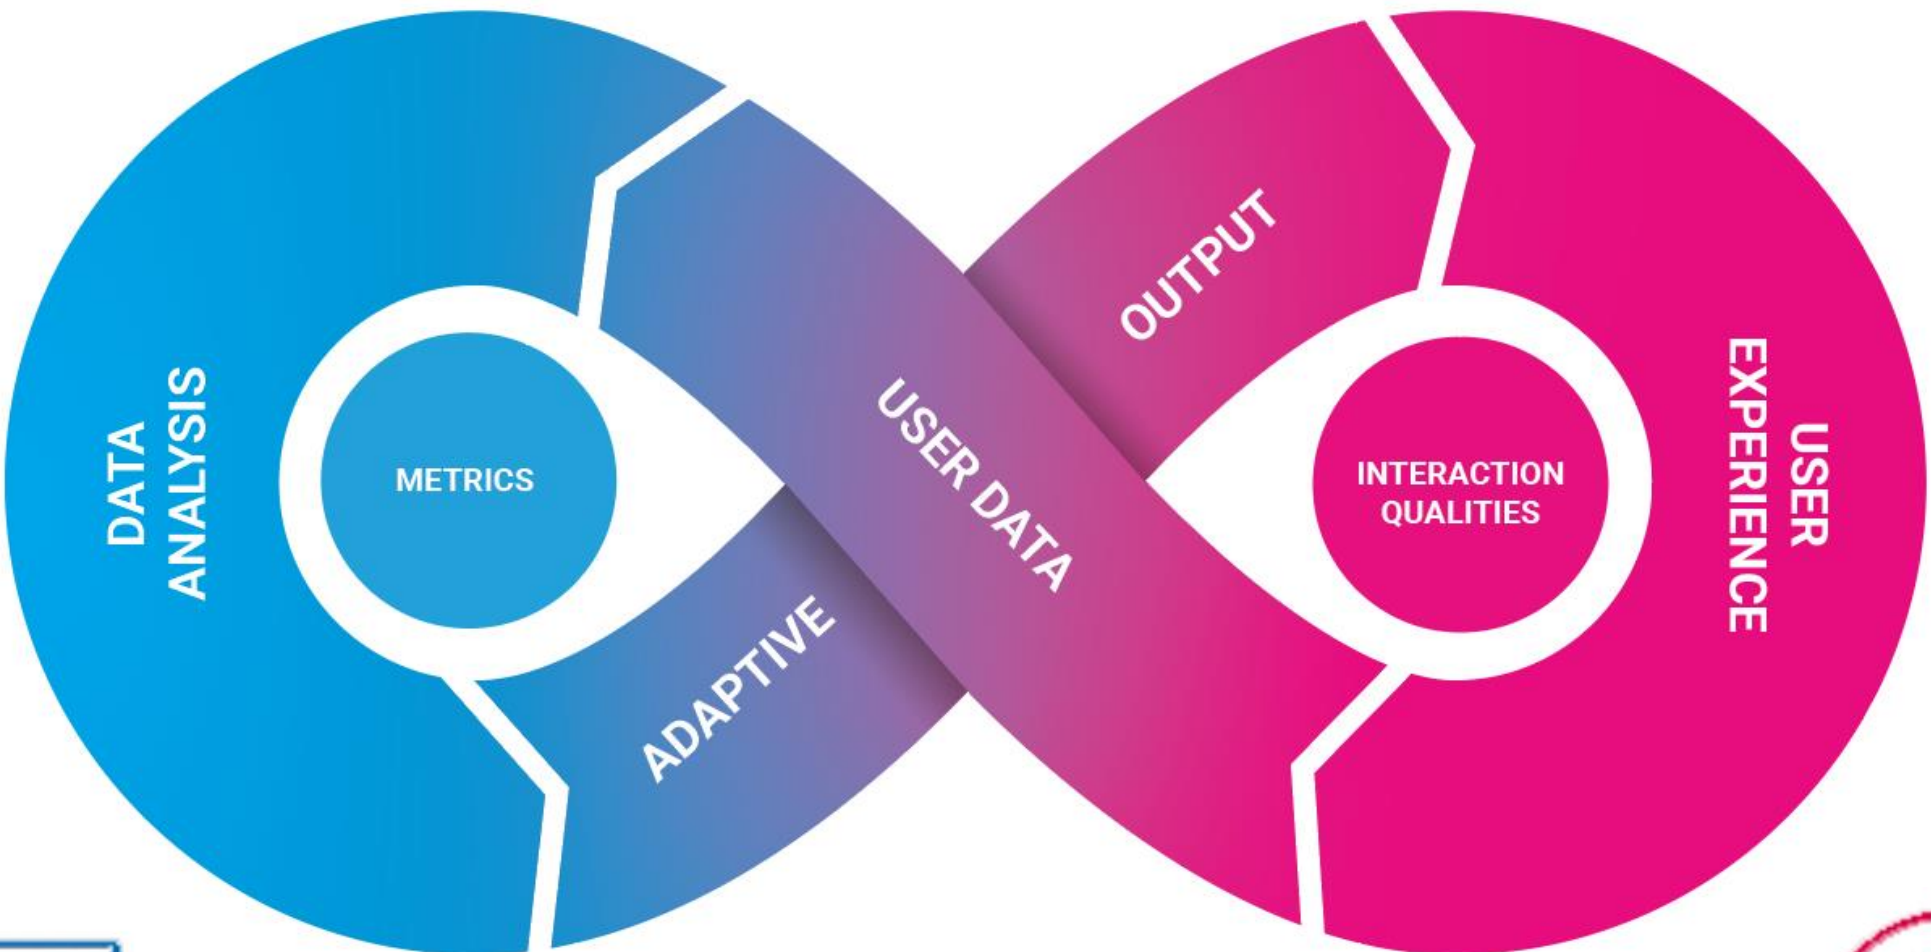 DATA
ANALYSIS
METRICS
ADAPTIVE
USER DATA
OUTPUT
INTERACTION
QUALITIES
USER
EXPERIENCE